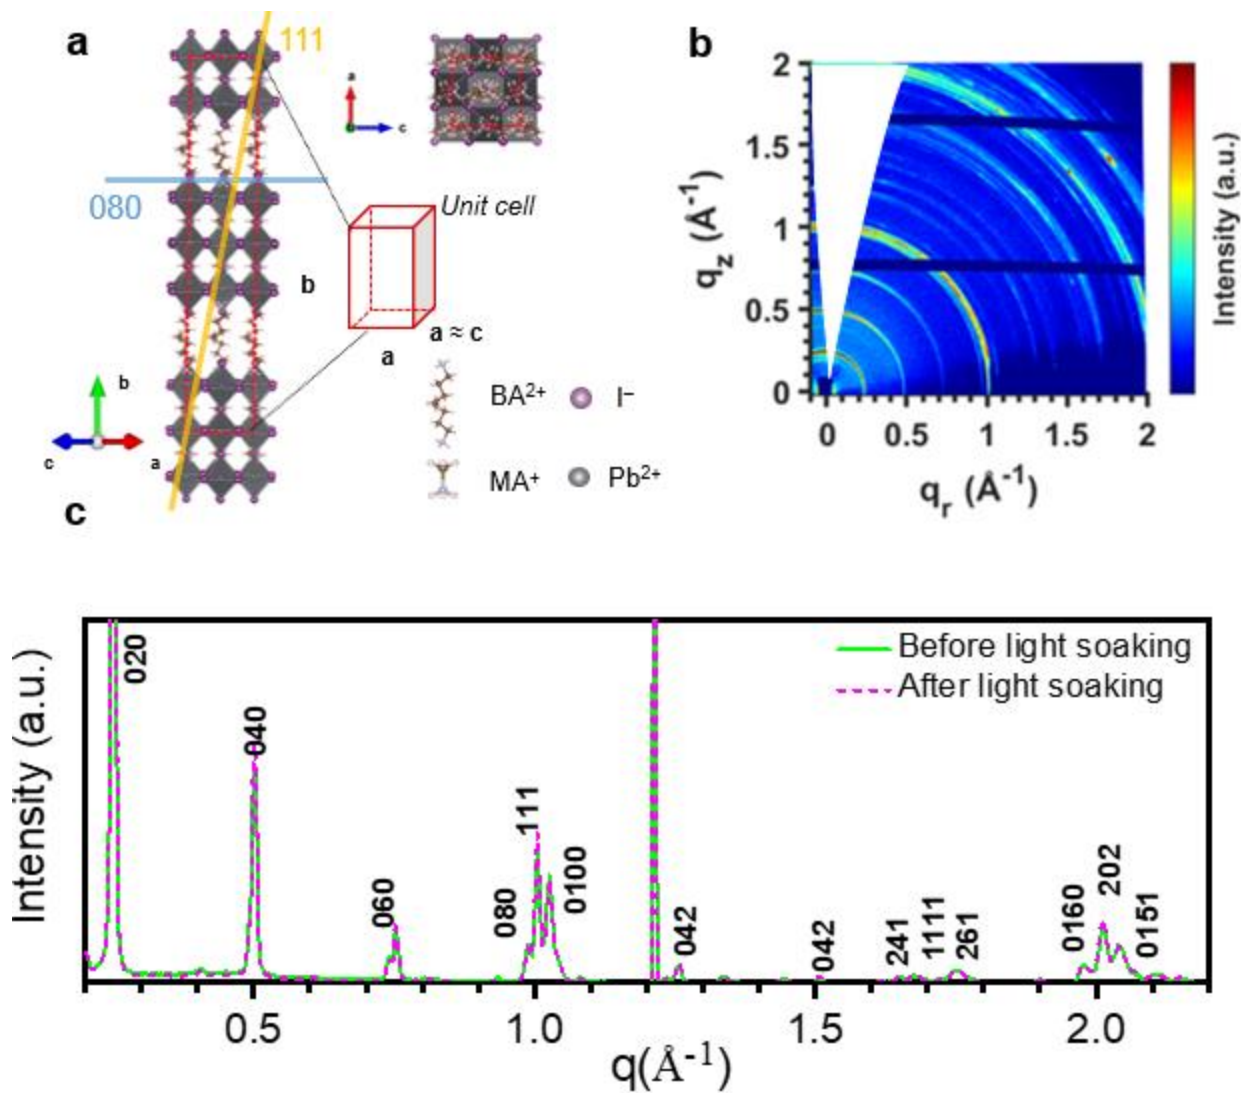 a
111
a
c
080
Unit cell
b
a ≈ c
a
b
c
a
BA²⁺
I⁻
MA⁺
Pb²⁺
b
2
1.5
1
0.5
0
qz (Å⁻¹)
0
0.5
1
1.5
2
qr (Å⁻¹)
Intensity (a.u.)
c
Before light soaking
After light soaking
020
040
060
080
111
0100
042
042
241
1111
261
0160
202
0151
Intensity (a.u.)
0.5
1.0
1.5
2.0
q(Å⁻¹)